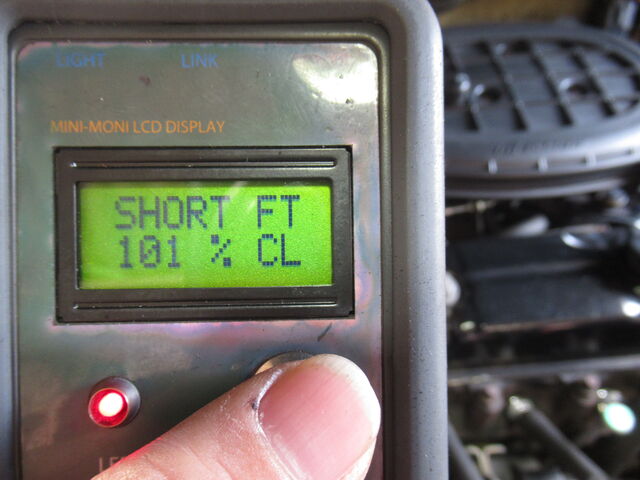 LIGHT LINK
MINI-MONI LCD DISPLAY
SHORT FT
101 % CL